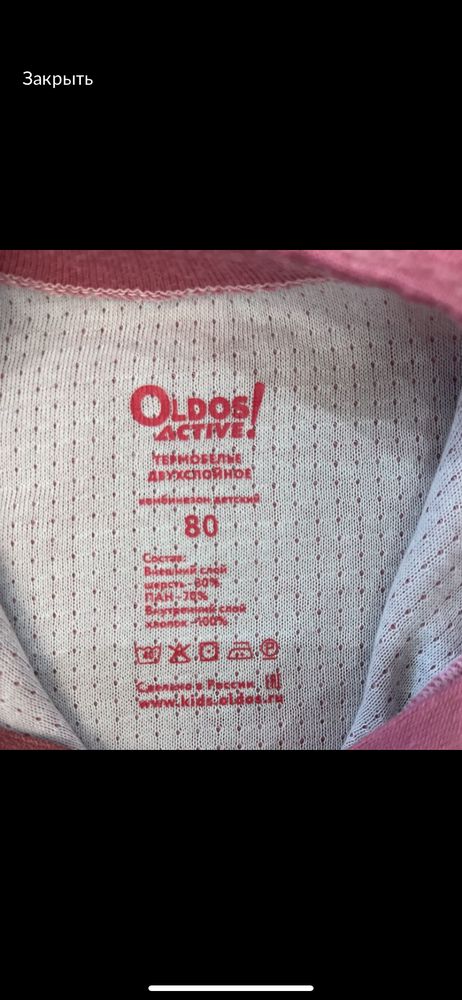 Закрыть
OLDOS!
ACTIVE
ТЕРМОБЕЛЬЕ
ДВУХСЛОЙНОЕ
комбинезон детский
80
Состав:
Внешний слой
шерсть -
ПАН - 70%
Внутренний слой
хлопок -100%
Сделано в России
www.kids.oldos.ru